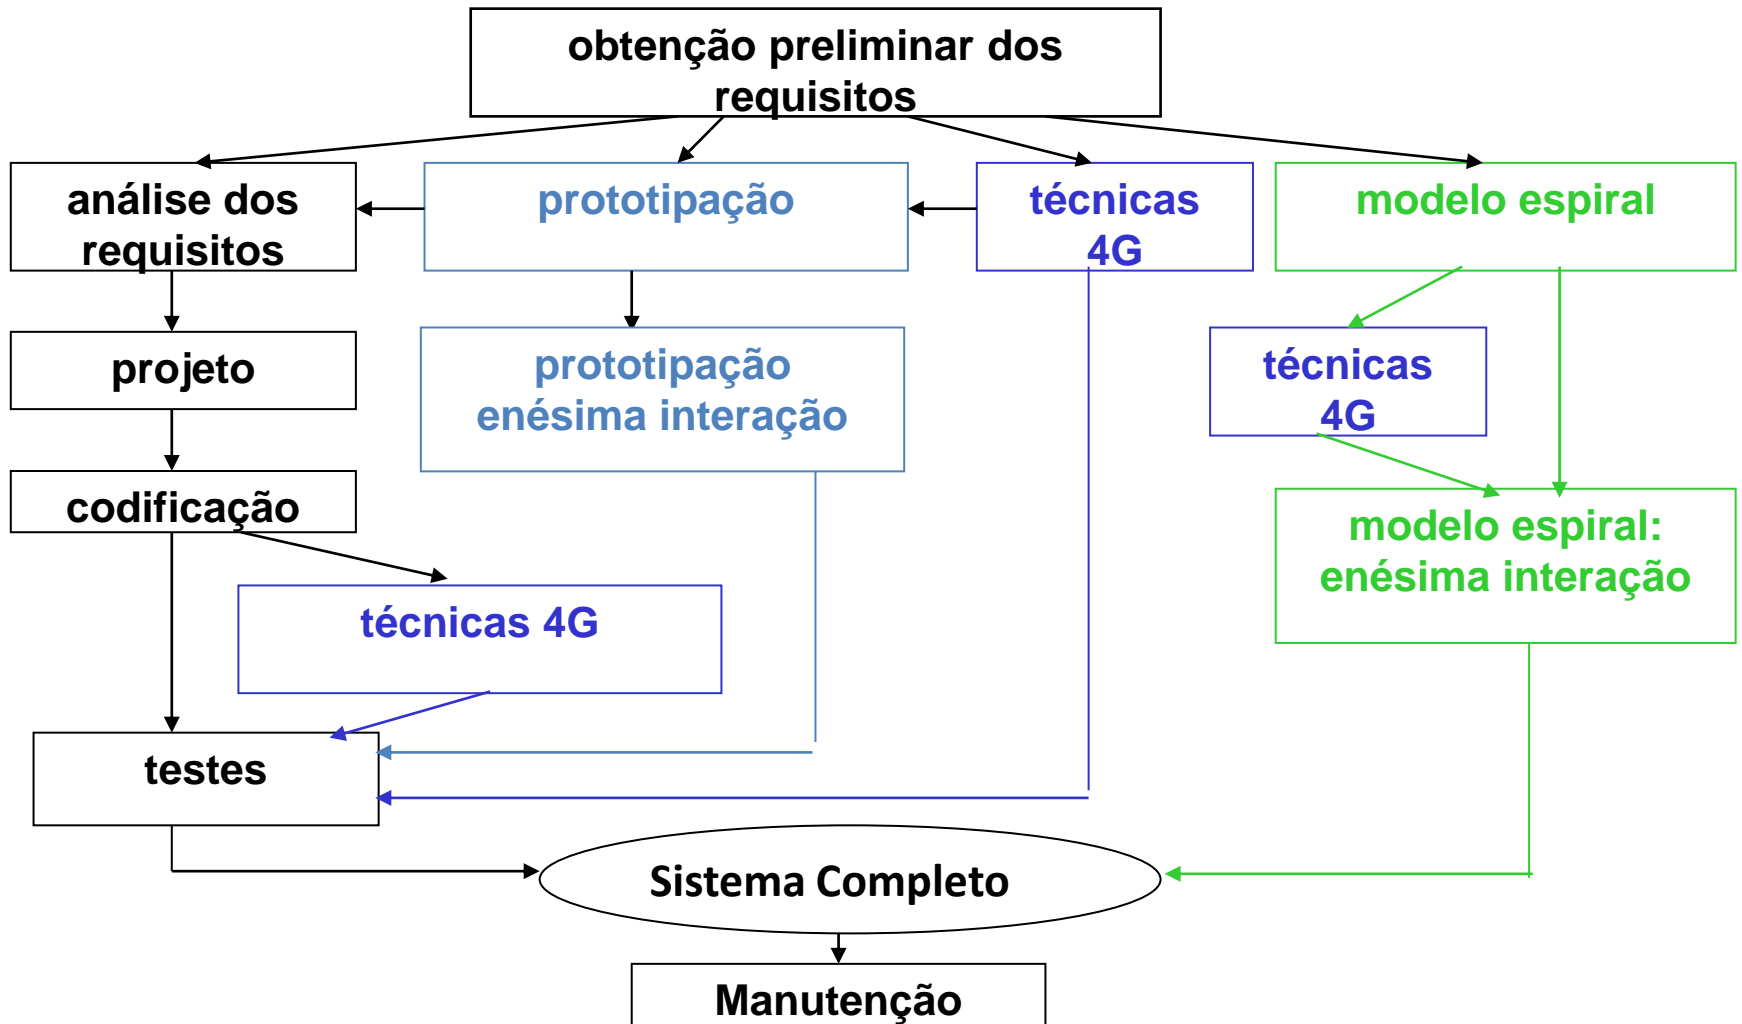 obtenção preliminar dos
requisitos
análise dos
requisitos
prototipação
técnicas
4G
modelo espiral
projeto
prototipação
enésima interação
técnicas
4G
codificação
modelo espiral:
enésima interação
técnicas 4G
testes
Sistema Completo
Manutenção